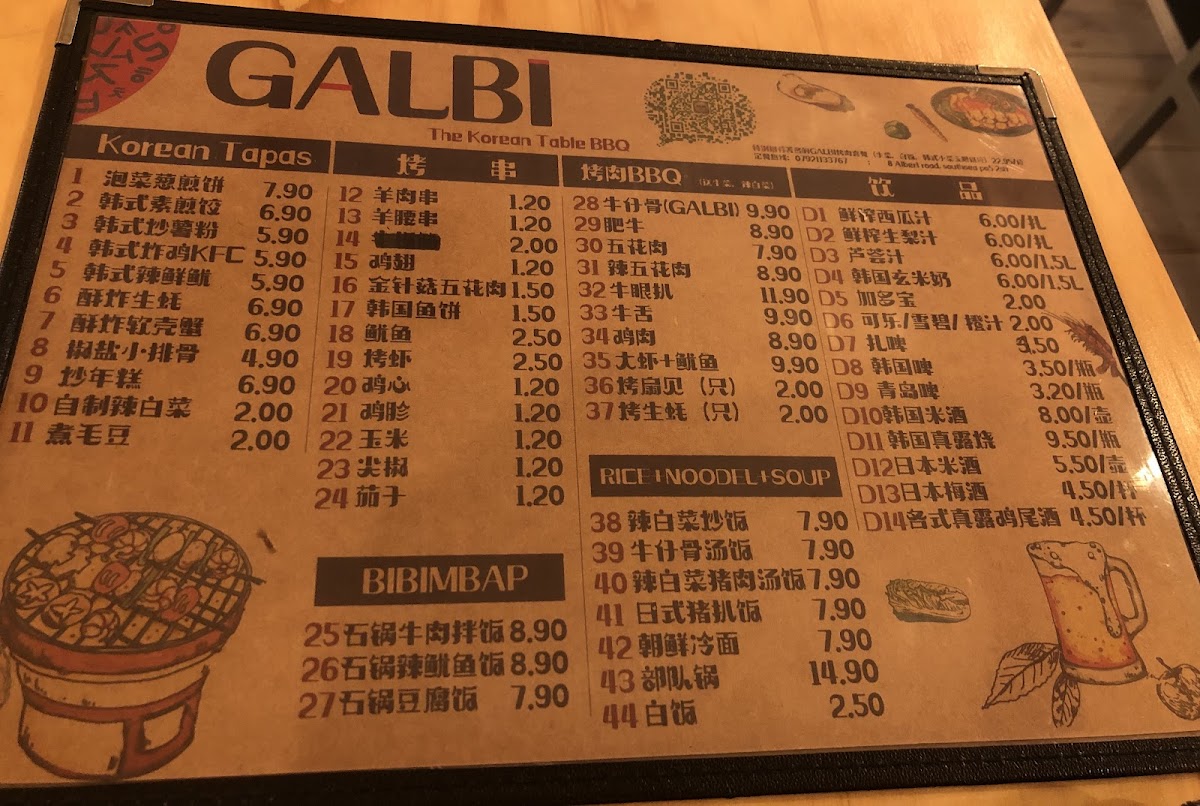 GALBI
The Korean Table BBQ
Korean Tapas
1 泡菜葱煎饼 7.90
2 韩式素煎饺 6.90
3 韩式炒薯粉 5.90
4 韩式炸鸡KFC 5.90
5 韩式辣鲜鱿 5.90
6 酥炸生蚝 6.90
7 酥炸软壳蟹 6.90
8 椒盐小排骨 4.90
9 炒年糕 6.90
10 自制辣白菜 2.00
11 煮毛豆 2.00
烤 串
12 羊肉串 1.20
13 羊腰串 1.20
14 2.00
15 鸡翅 1.20
16 金针菇五花肉 1.50
17 韩国鱼饼 1.50
18 鱿鱼 2.50
19 烤虾 2.50
20 鸡心 1.20
21 鸡胗 1.20
22 玉米 1.20
23 尖椒 1.20
24 茄子 1.20
BIBIMBAP
25 石锅牛肉拌饭 8.90
26 石锅辣鱿鱼饭 8.90
27 石锅豆腐饭 7.90
烤肉BBQ
28 牛仔骨(GALBI) 9.90
29 肥牛 8.90
30 五花肉 7.90
31 辣五花肉 8.90
32 牛眼扒 11.90
33 牛舌 9.90
34 鸡肉 8.90
35 大虾+鱿鱼 9.90
36 烤扇贝（只） 2.00
37 烤生蚝（只） 2.00
RICE+NOODEL+SOUP
38 辣白菜炒饭 7.90
39 牛仔骨汤饭 7.90
40 辣白菜猪肉汤饭 7.90
41 日式猪扒饭 7.90
42 朝鲜冷面 7.90
43 部队锅 14.90
44 白饭 2.50
饮 品
D1 鲜榨西瓜汁 6.00/扎
D2 鲜榨生梨汁 6.00/扎
D3 芦荟汁 6.00/1.5L
D4 韩国玄米奶 6.00/1.5L
D5 加多宝 2.00
D6 可乐/雪碧/橙汁 2.00
D7 扎啤 3.50
D8 韩国啤 3.50/瓶
D9 青岛啤 3.20/瓶
D10 韩国米酒 8.00/壶
D11 韩国真露烧 9.50/瓶
D12 日本米酒 5.50/壶
D13 日本梅酒 4.50/杯
D14 各式真露鸡尾酒 4.50/杯